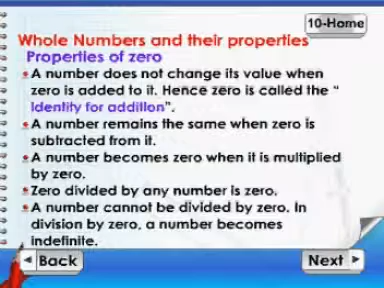 10-Home
Whole Numbers and their properties
Properties of zero
A number does not change its value when
zero is added to it. Hence zero is called the "
Identity for addition".
A number remains the same when zero is
subtracted from it.
A number becomes zero when it is multiplied
by zero.
Zero divided by any number is zero.
A number cannot be divided by zero. In
division by zero, a number becomes
indefinite.
Back
Next